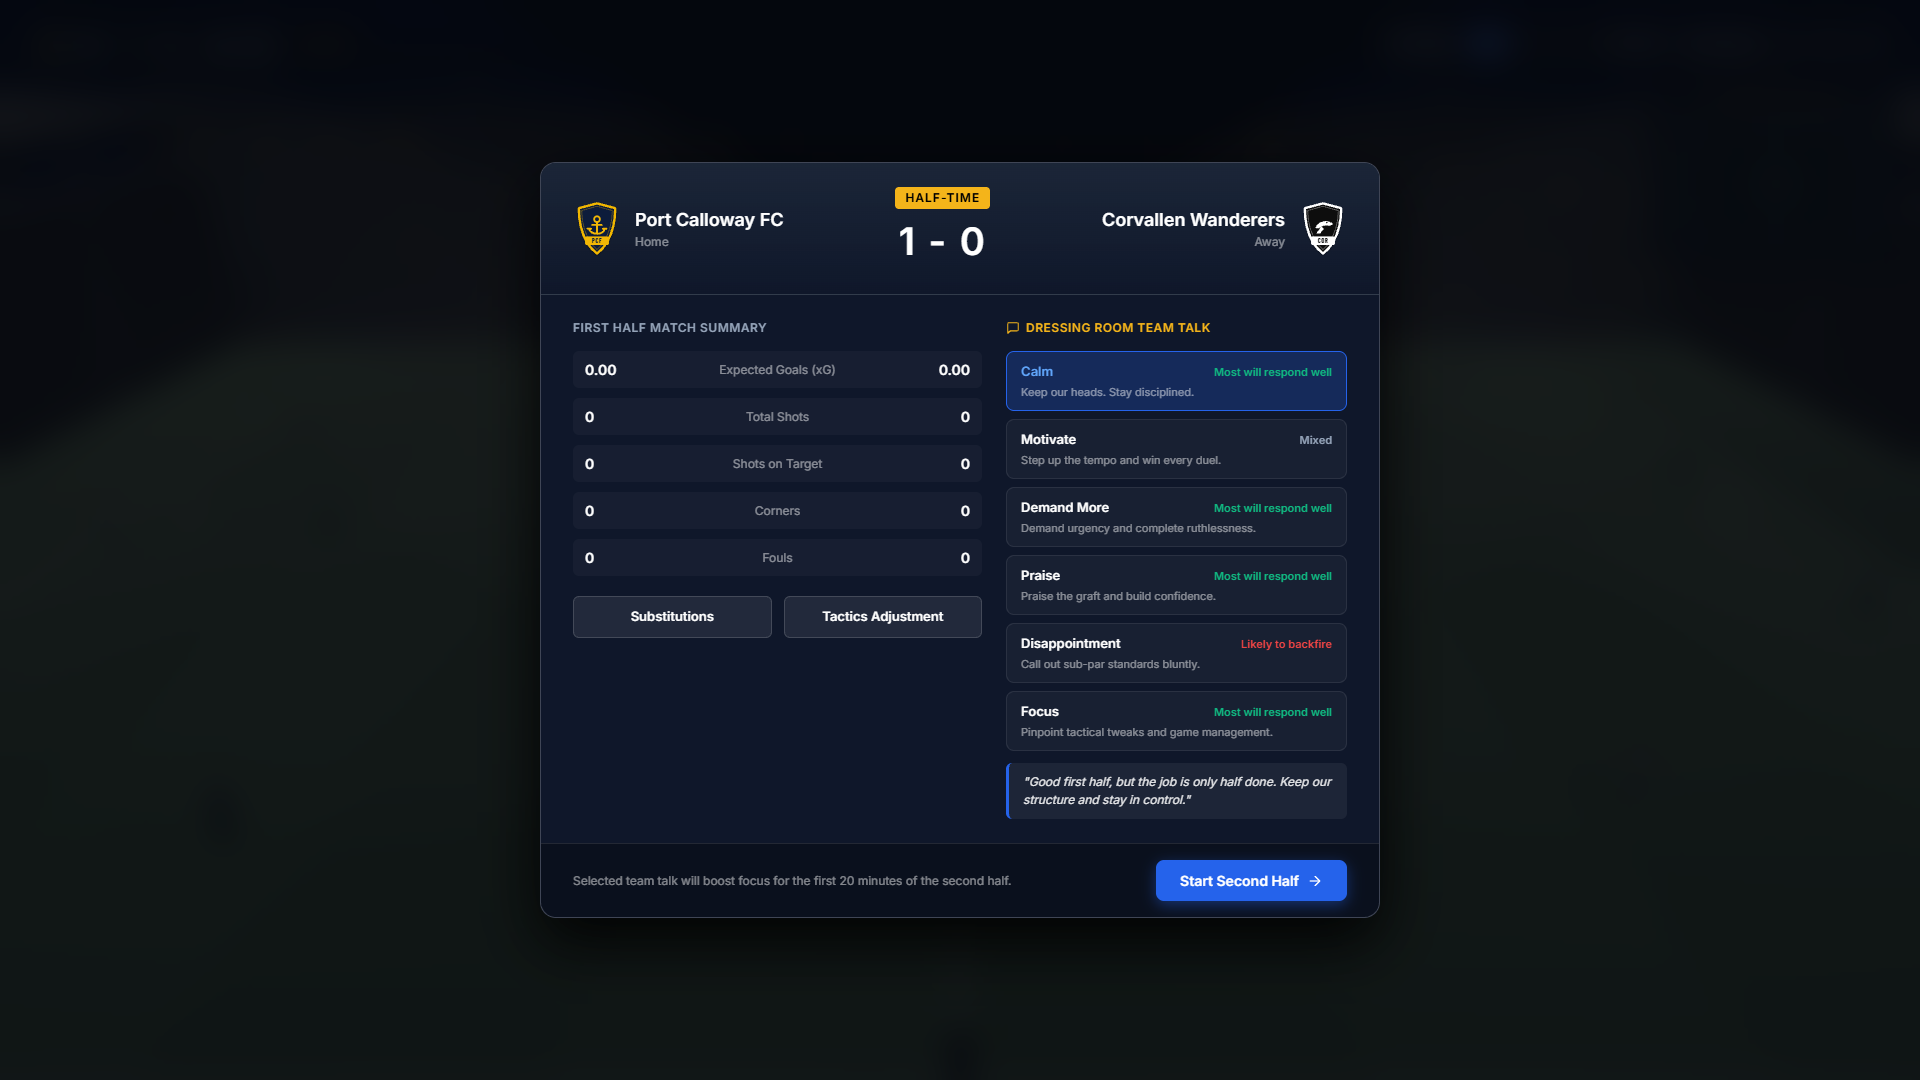 PCF
Port Calloway FC
Home
HALF-TIME
1 - 0
Corvallen Wanderers
Away
COR
FIRST HALF MATCH SUMMARY
0.00 Expected Goals (xG) 0.00
0 Total Shots 0
0 Shots on Target 0
0 Corners 0
0 Fouls 0
Substitutions
Tactics Adjustment
DRESSING ROOM TEAM TALK
Calm Most will respond well
Keep our heads. Stay disciplined.
Motivate Mixed
Step up the tempo and win every duel.
Demand More Most will respond well
Demand urgency and complete ruthlessness.
Praise Most will respond well
Praise the graft and build confidence.
Disappointment Likely to backfire
Call out sub-par standards bluntly.
Focus Most will respond well
Pinpoint tactical tweaks and game management.
"Good first half, but the job is only half done. Keep our
structure and stay in control."
Selected team talk will boost focus for the first 20 minutes of the second half.
Start Second Half →